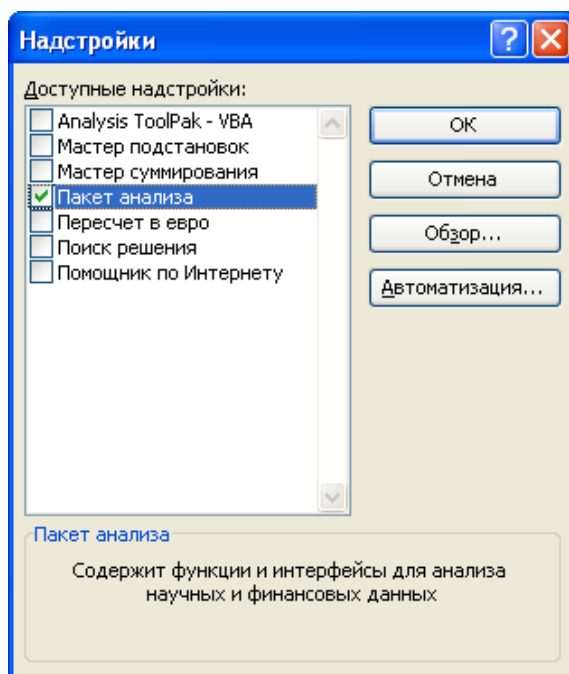 Надстройки
Доступные надстройки:
Analysis ToolPak - VBA
Мастер подстановок
Мастер суммирования
Пакет анализа
Пересчет в евро
Поиск решения
Помощник по Интернету
ОК
Отмена
Обзор...
Автоматизация...
Пакет анализа
Содержит функции и интерфейсы для анализа
научных и финансовых данных